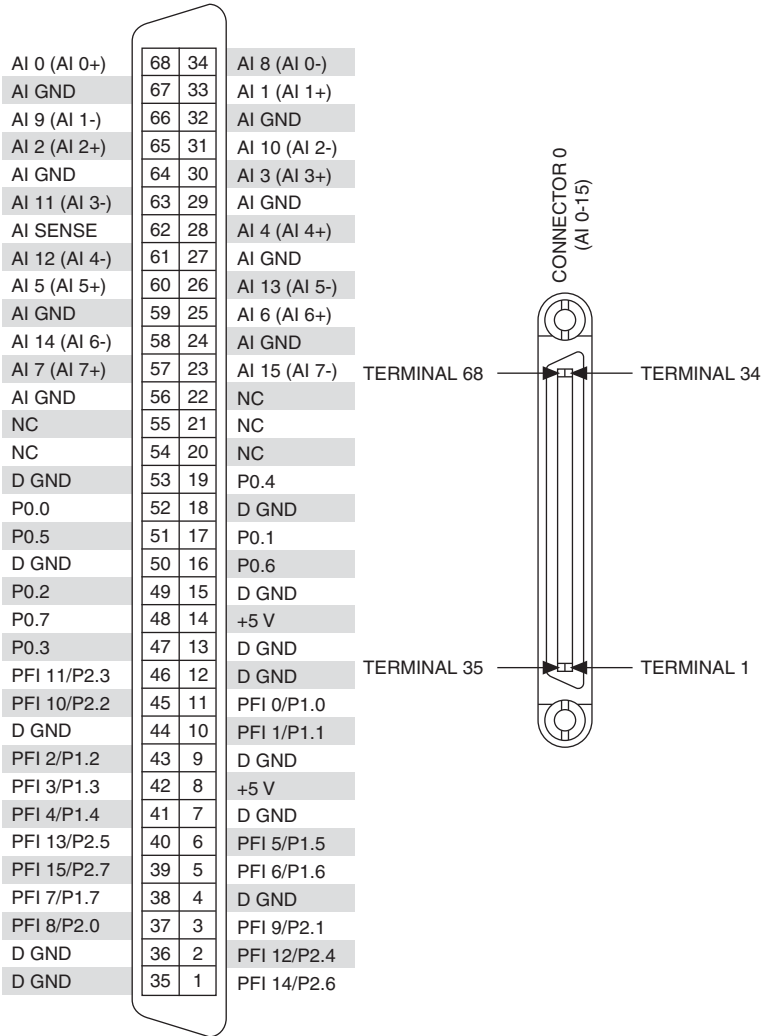 AI 0 (AI 0+) 68 34 AI 8 (AI 0-)
AI GND 67 33 AI 1 (AI 1+)
AI 9 (AI 1-) 66 32 AI GND
AI 2 (AI 2+) 65 31 AI 10 (AI 2-)
AI GND 64 30 AI 3 (AI 3+)
AI 11 (AI 3-) 63 29 AI GND
AI SENSE 62 28 AI 4 (AI 4+)
AI 12 (AI 4-) 61 27 AI GND
AI 5 (AI 5+) 60 26 AI 13 (AI 5-)
AI GND 59 25 AI 6 (AI 6+)
AI 14 (AI 6-) 58 24 AI GND
AI 7 (AI 7+) 57 23 AI 15 (AI 7-)
AI GND 56 22 NC
NC 55 21 NC
NC 54 20 NC
D GND 53 19 P0.4
P0.0 52 18 D GND
P0.5 51 17 P0.1
D GND 50 16 P0.6
P0.2 49 15 D GND
P0.7 48 14 +5 V
P0.3 47 13 D GND
PFI 11/P2.3 46 12 D GND
PFI 10/P2.2 45 11 PFI 0/P1.0
D GND 44 10 PFI 1/P1.1
PFI 2/P1.2 43 9 D GND
PFI 3/P1.3 42 8 +5 V
PFI 4/P1.4 41 7 D GND
PFI 13/P2.5 40 6 PFI 5/P1.5
PFI 15/P2.7 39 5 PFI 6/P1.6
PFI 7/P1.7 38 4 D GND
PFI 8/P2.0 37 3 PFI 9/P2.1
D GND 36 2 PFI 12/P2.4
D GND 35 1 PFI 14/P2.6
CONNECTOR 0
(AI 0-15)
TERMINAL 68 TERMINAL 34
TERMINAL 35 TERMINAL 1